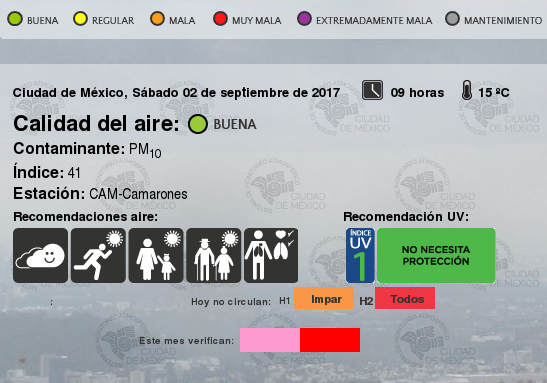 BUENA REGULAR MALA MUY MALA EXTREMADAMENTE MALA MANTENIMIENTO
Ciudad de México, Sábado 02 de septiembre de 2017 09 horas 15 ºC
Calidad del aire: BUENA
Contaminante: PM10
Índice: 41
Estación: CAM-Camarones
Recomendaciones aire: Recomendación UV:
ÍNDICE
UV
1
NO NECESITA
PROTECCIÓN
: Hoy no circulan: H1 Impar H2 Todos
Este mes verifican:
CIUDAD
DE MÉXICO